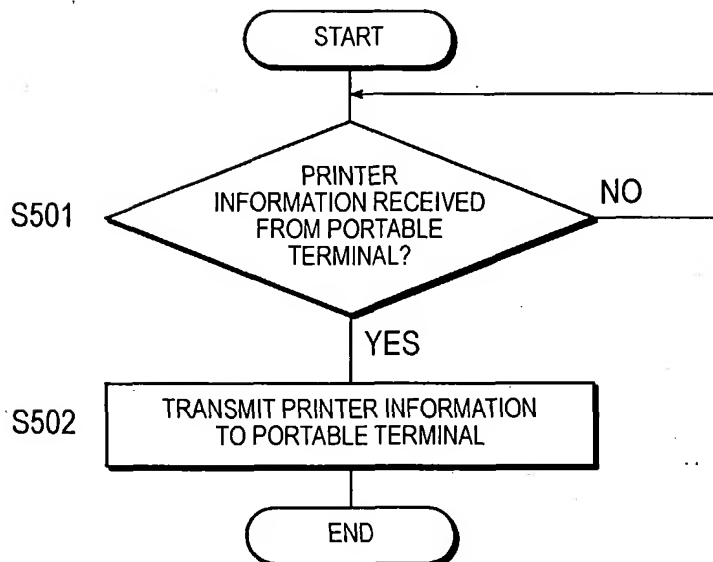 START
S501
PRINTER
INFORMATION RECEIVED
FROM PORTABLE
TERMINAL?
NO
YES
S502
TRANSMIT PRINTER INFORMATION
TO PORTABLE TERMINAL
END